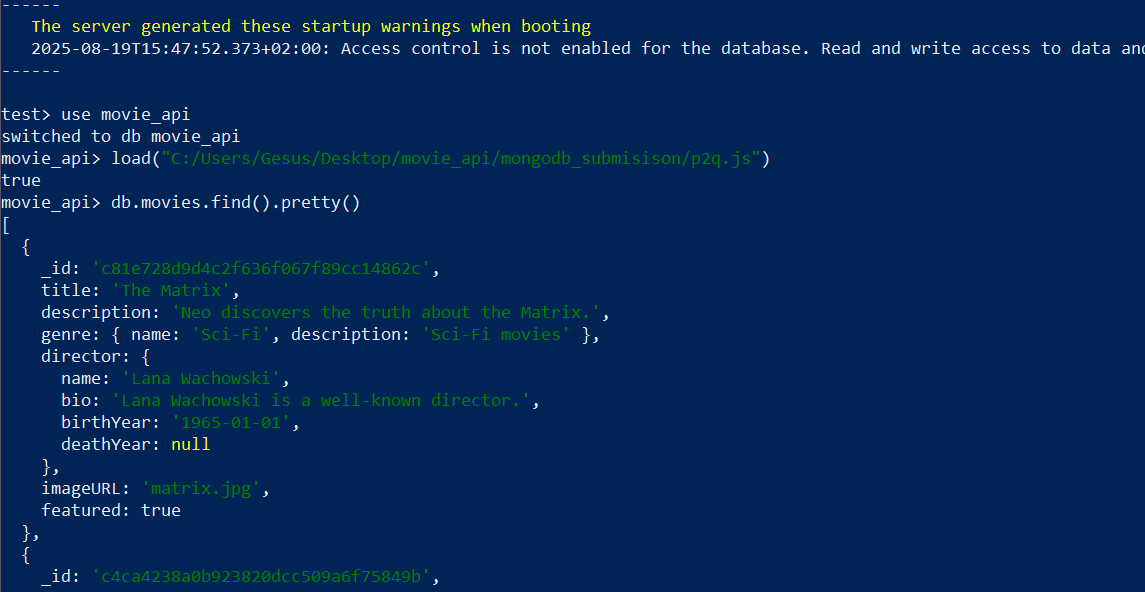 ------
The server generated these startup warnings when booting
2025-08-19T15:47:52.373+02:00: Access control is not enabled for the database. Read and write access to data and
------
test> use movie_api
switched to db movie_api
movie_api> load("C:/Users/Gesus/Desktop/movie_api/mongodb_submisison/p2q.js")
true
movie_api> db.movies.find().pretty()
[
  {
    _id: 'c81e728d9d4c2f636f067f89cc14862c',
    title: 'The Matrix',
    description: 'Neo discovers the truth about the Matrix.',
    genre: { name: 'Sci-Fi', description: 'Sci-Fi movies' },
    director: {
      name: 'Lana Wachowski',
      bio: 'Lana Wachowski is a well-known director.',
      birthYear: '1965-01-01',
      deathYear: null
    },
    imageURL: 'matrix.jpg',
    featured: true
  },
  {
    _id: 'c4ca4238a0b923820dcc509a6f75849b',